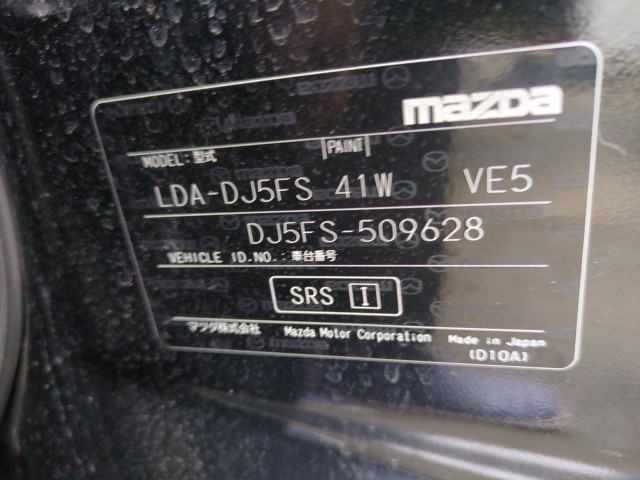 mazda
MODEL: 型式 PAINT
LDA-DJ5FS 41W VE5
DJ5FS-509628
VEHICLE ID.NO.: 車台番号
SRS I
マツダ株式会社 Mazda Motor Corporation Made in Japan
(D10A)